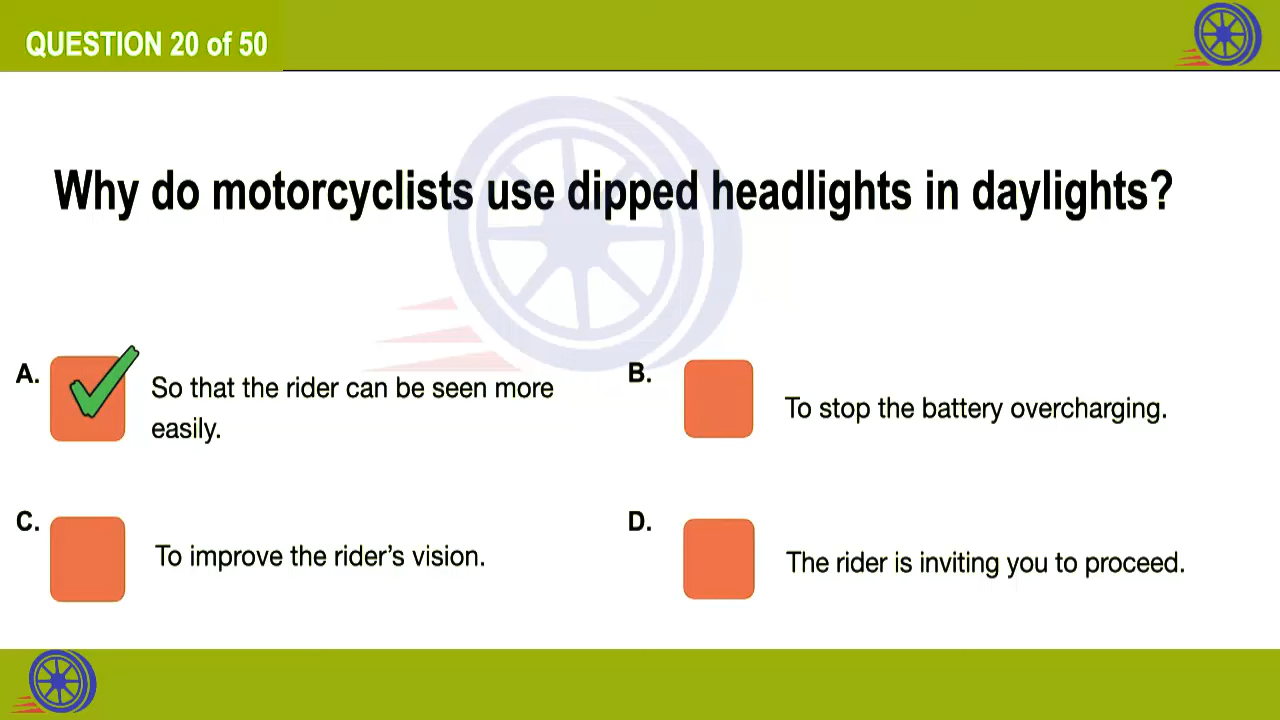 QUESTION 20 of 50
Why do motorcyclists use dipped headlights in daylights?
A.
So that the rider can be seen more
easily.
B.
To stop the battery overcharging.
C.
To improve the rider’s vision.
D.
The rider is inviting you to proceed.